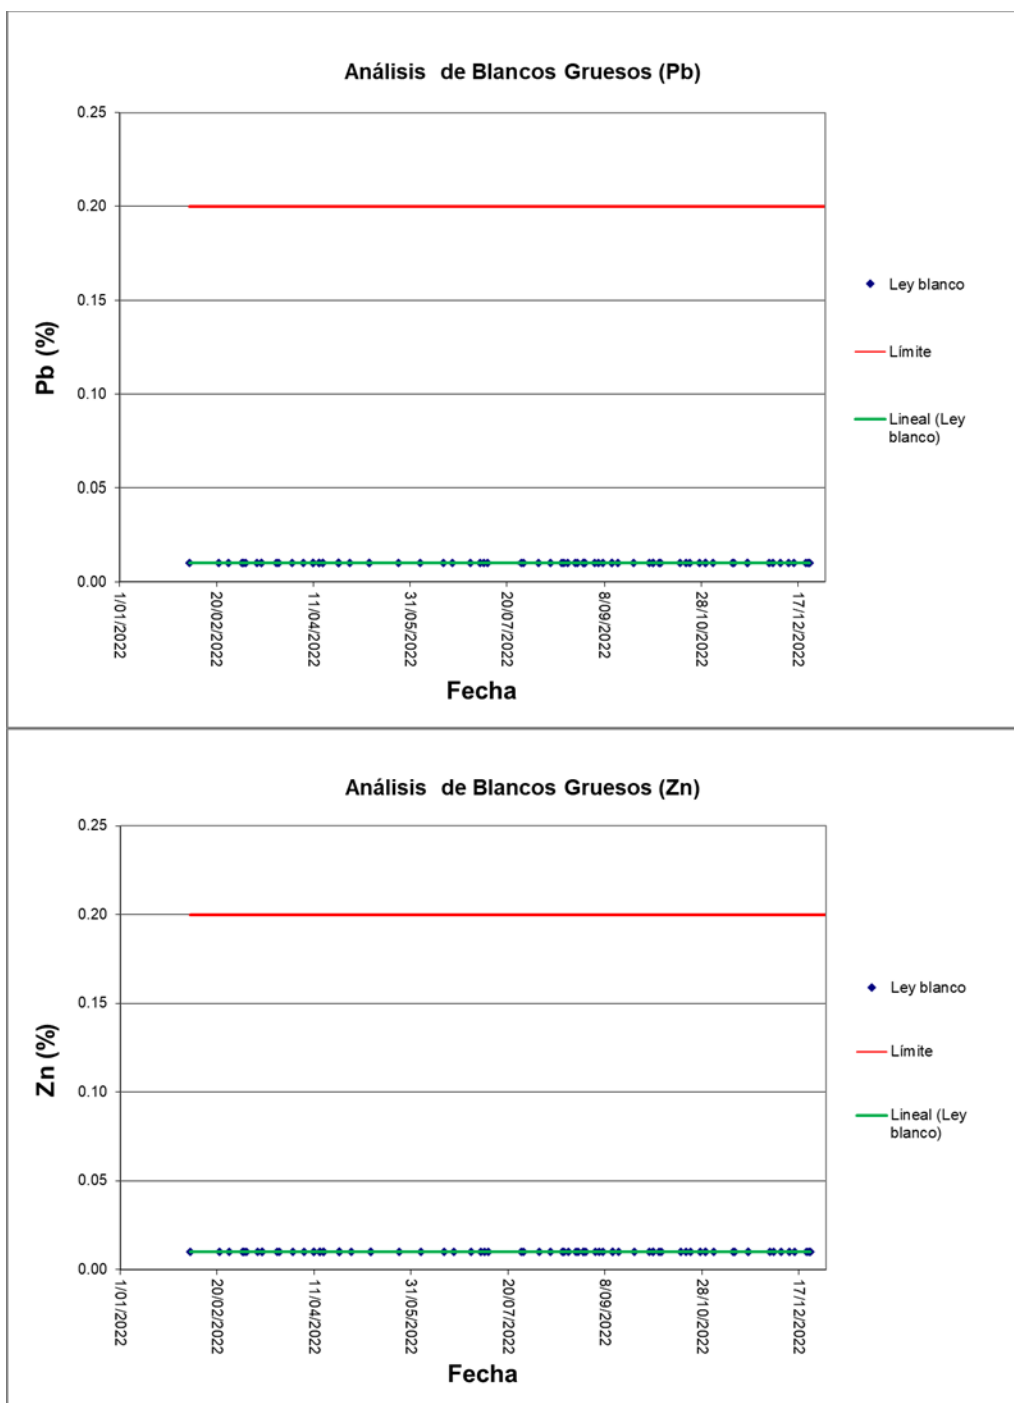 Análisis de Blancos Gruesos (Pb)
0.25
0.20
0.15
0.10
0.05
0.00
Pb (%)
1/01/2022
20/02/2022
11/04/2022
31/05/2022
20/07/2022
8/09/2022
28/10/2022
17/12/2022
Fecha
Ley blanco
Límite
Lineal (Ley
blanco)
Análisis de Blancos Gruesos (Zn)
0.25
0.20
0.15
0.10
0.05
0.00
Zn (%)
1/01/2022
20/02/2022
11/04/2022
31/05/2022
20/07/2022
8/09/2022
28/10/2022
17/12/2022
Fecha
Ley blanco
Límite
Lineal (Ley
blanco)